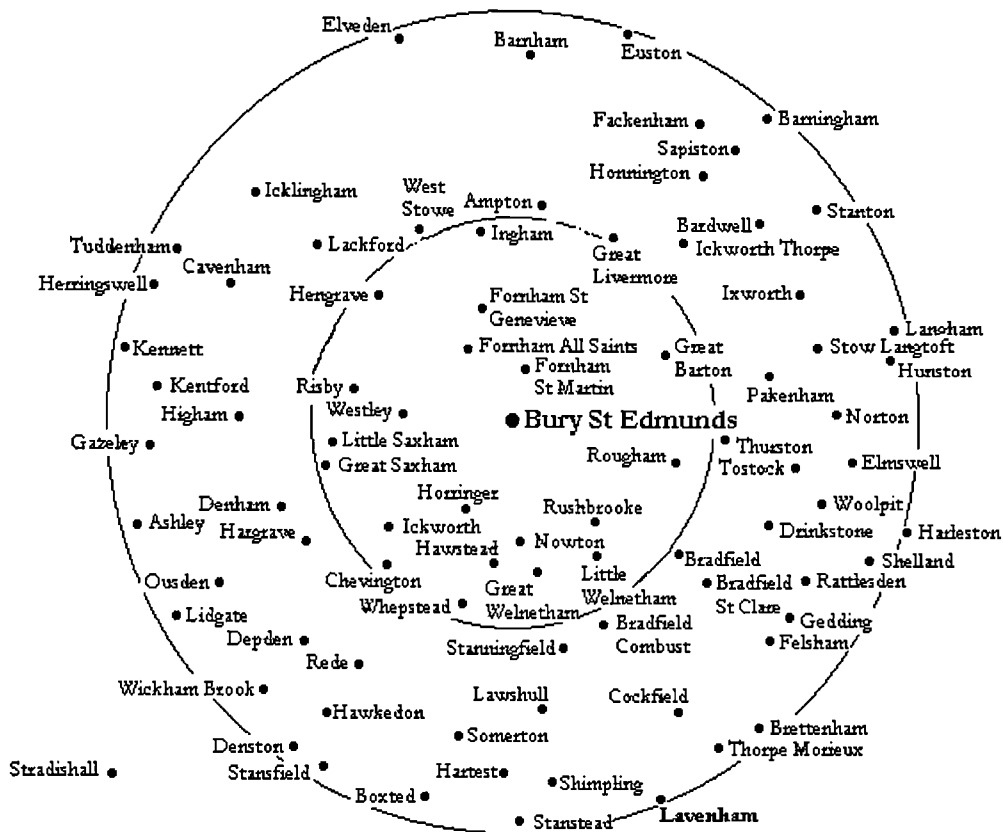 Elveden
Barnham
Euston
Fackenham
Barningham
Sapiston
Honnington
Icklingham
West
Stowe
Ampton
Stanton
Bardwell
Ingham
Lackford
Great
Livermore
Ickworth Thorpe
Tuddenham
Cavenham
Herringswell
Hengrave
Fornham St
Genevieve
Ixworth
Langham
Kennett
Fornham All Saints
Great
Barton
Stow Langtoft
Hunston
Fornham
St Martin
Kentford
Risby
Pakenham
Higham
Westley
Bury St Edmunds
Norton
Gazeley
Little Saxham
Thurston
Great Saxham
Rougham
Tostock
Elmswell
Horringer
Denham
Rushbrooke
Woolpit
Ashley
Hargrave
Ickworth
Drinkstone
Harleston
Hawstead
Nowton
Bradfield
Shelland
Chevington
Little
Welnetham
Ousden
Great
Welnetham
Bradfield
St Clare
Rattlesden
Whepstead
Lidgate
Gedding
Bradfield
Combust
Depden
Stanningfield
Felsham
Rede
Wickham Brook
Lawshull
Cockfield
Hawkedon
Brettenham
Somerton
Denston
Thorpe Morieux
Stansfield
Stradishall
Hartest
Shimpling
Boxted
Lavenham
Stanstead